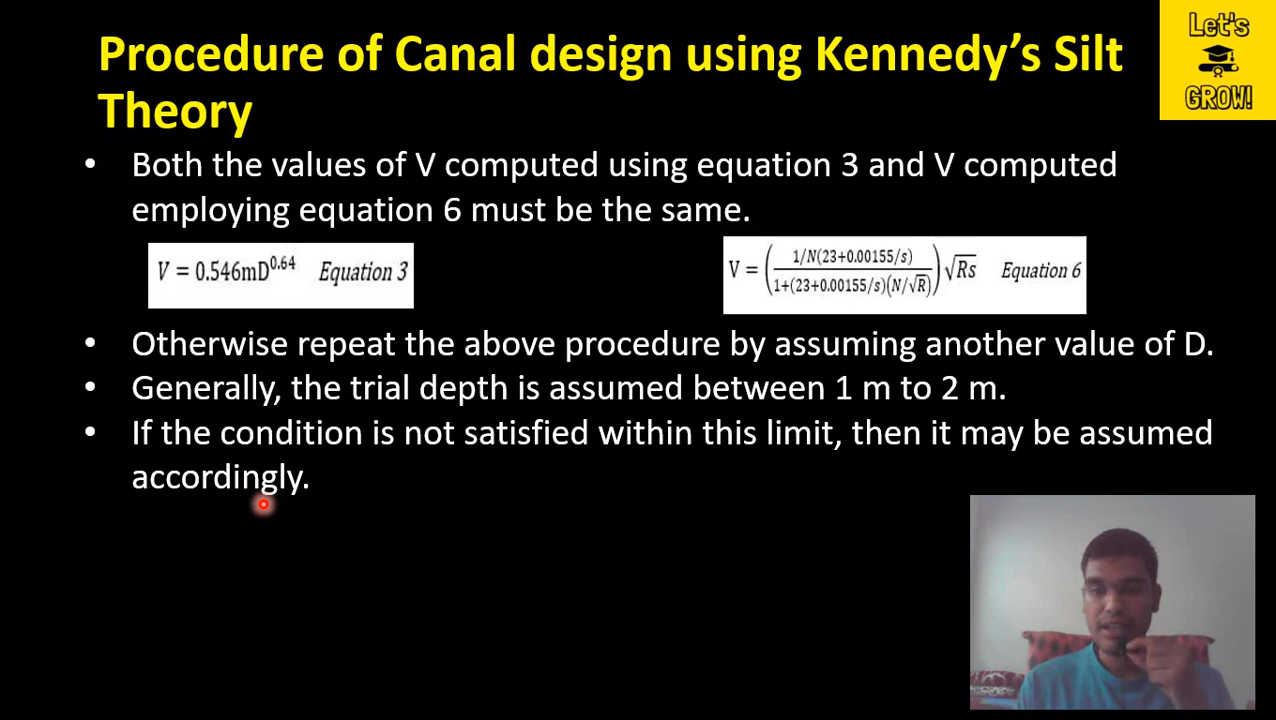 Let's
GROW!
Procedure of Canal design using Kennedy’s Silt
Theory
• Both the values of V computed using equation 3 and V computed
employing equation 6 must be the same.
V = 0.546mD^0.64 Equation 3
V = ( 1/N(23+0.00155/s) / 1+(23+0.00155/s)(N/√R) ) √Rs Equation 6
• Otherwise repeat the above procedure by assuming another value of D.
• Generally, the trial depth is assumed between 1 m to 2 m.
• If the condition is not satisfied within this limit, then it may be assumed
accordingly.